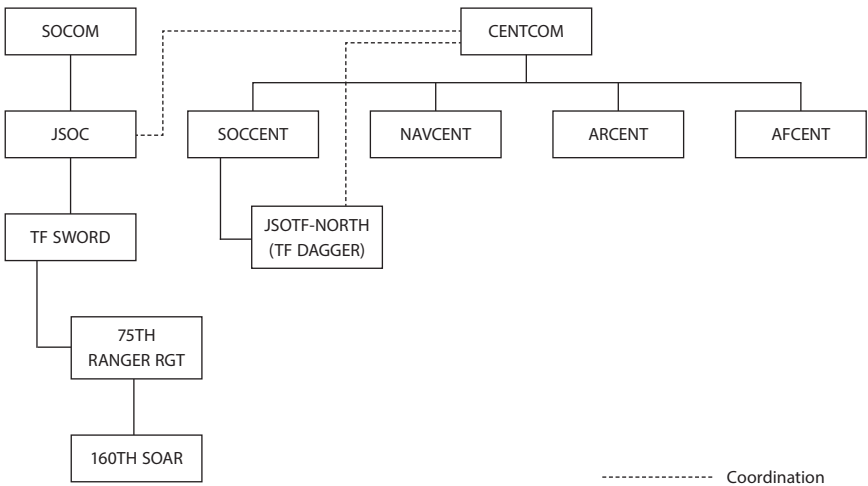 SOCOM
CENTCOM
JSOC
SOCCENT
NAVCENT
ARCENT
AFCENT
TF SWORD
JSOTF-NORTH
(TF DAGGER)
75TH
RANGER RGT
160TH SOAR
Coordination